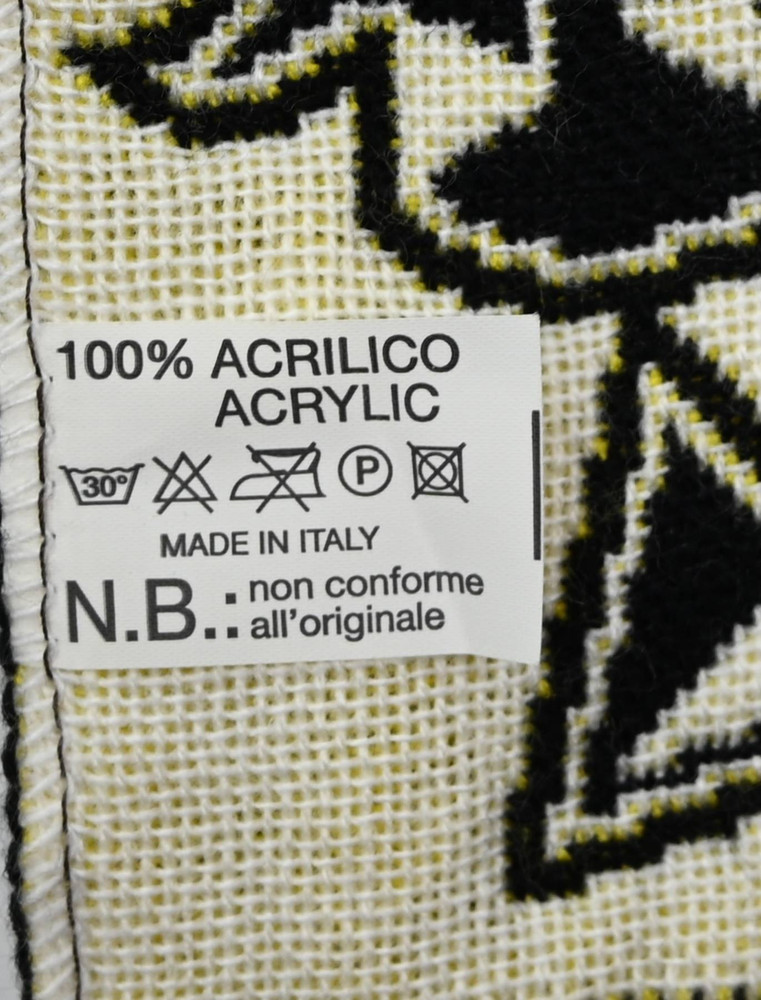 100% ACRILICO
ACRYLIC
30°
P
MADE IN ITALY
N.B.: non conforme
all'originale